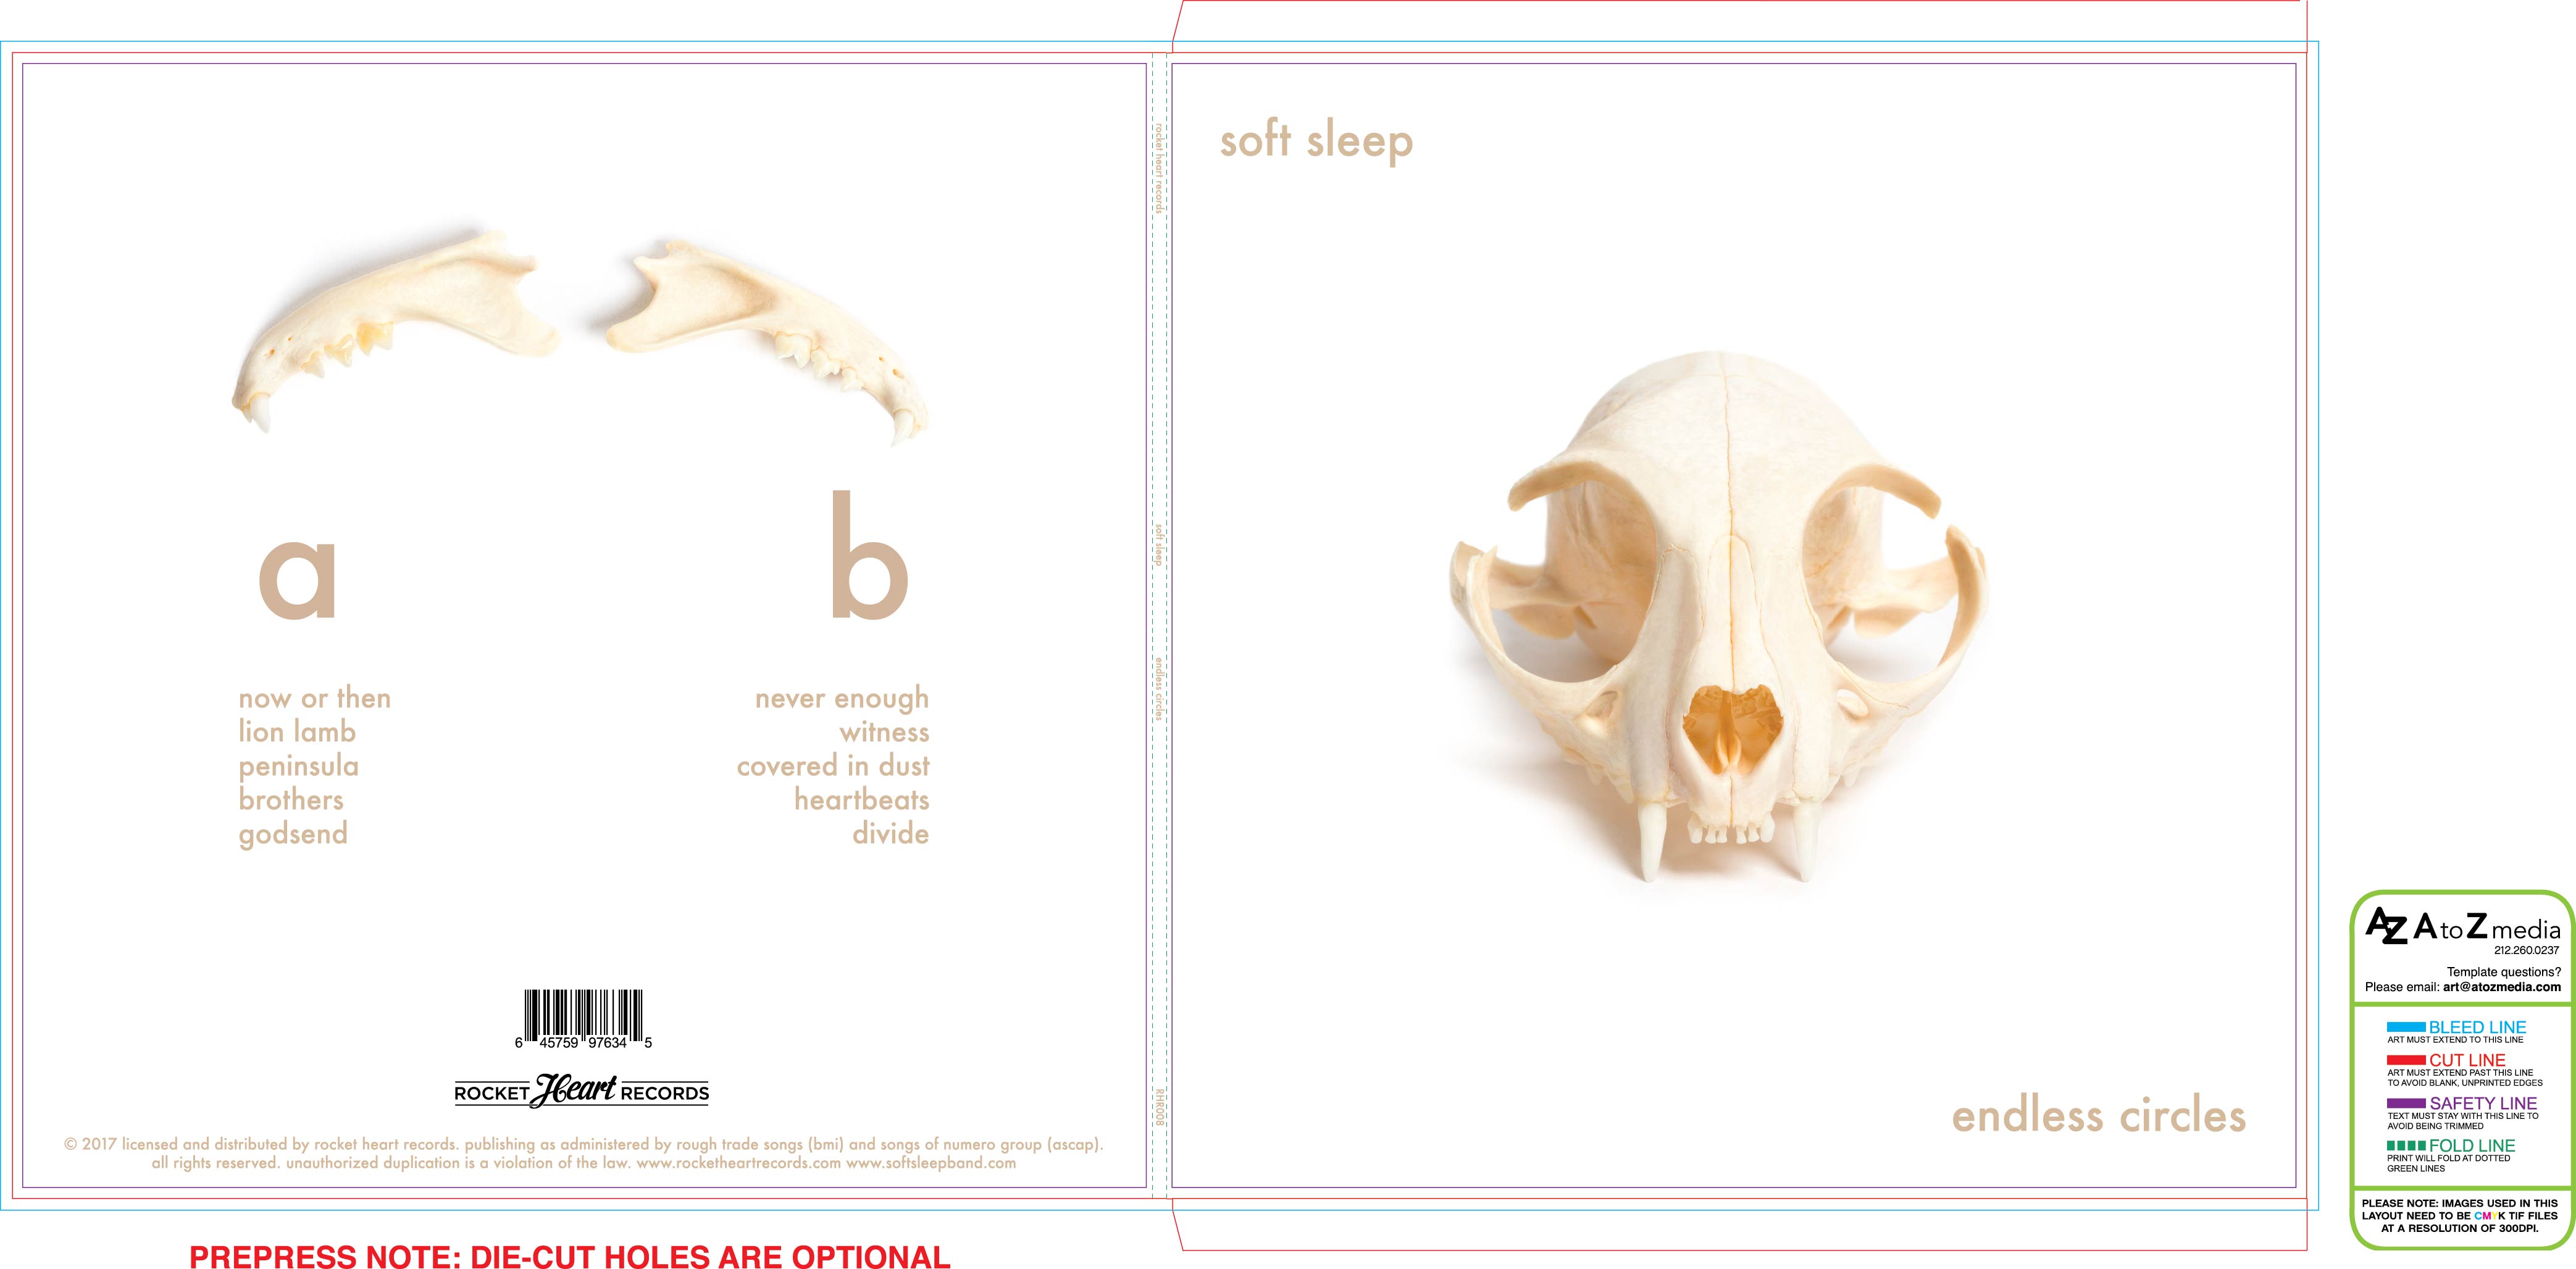 soft sleep
endless circles
rocket heart records
soft sleep
endless circles
RHR008
a
now or then
lion lamb
peninsula
brothers
godsend
b
never enough
witness
covered in dust
heartbeats
divide
6 45759 97634 5
ROCKET Heart RECORDS
© 2017 licensed and distributed by rocket heart records. publishing as administered by rough trade songs (bmi) and songs of numero group (ascap).
all rights reserved. unauthorized duplication is a violation of the law. www.rocketheartrecords.com www.softsleepband.com
PREPRESS NOTE: DIE-CUT HOLES ARE OPTIONAL
AZ A to Z media
212.260.0237
Template questions?
Please email: art@atozmedia.com
BLEED LINE
ART MUST EXTEND TO THIS LINE
CUT LINE
ART MUST EXTEND PAST THIS LINE
TO AVOID BLANK, UNPRINTED EDGES
SAFETY LINE
TEXT MUST STAY WITH THIS LINE TO
AVOID BEING TRIMMED
FOLD LINE
PRINT WILL FOLD AT DOTTED
GREEN LINES
PLEASE NOTE: IMAGES USED IN THIS
LAYOUT NEED TO BE CMYK TIF FILES
AT A RESOLUTION OF 300DPI.